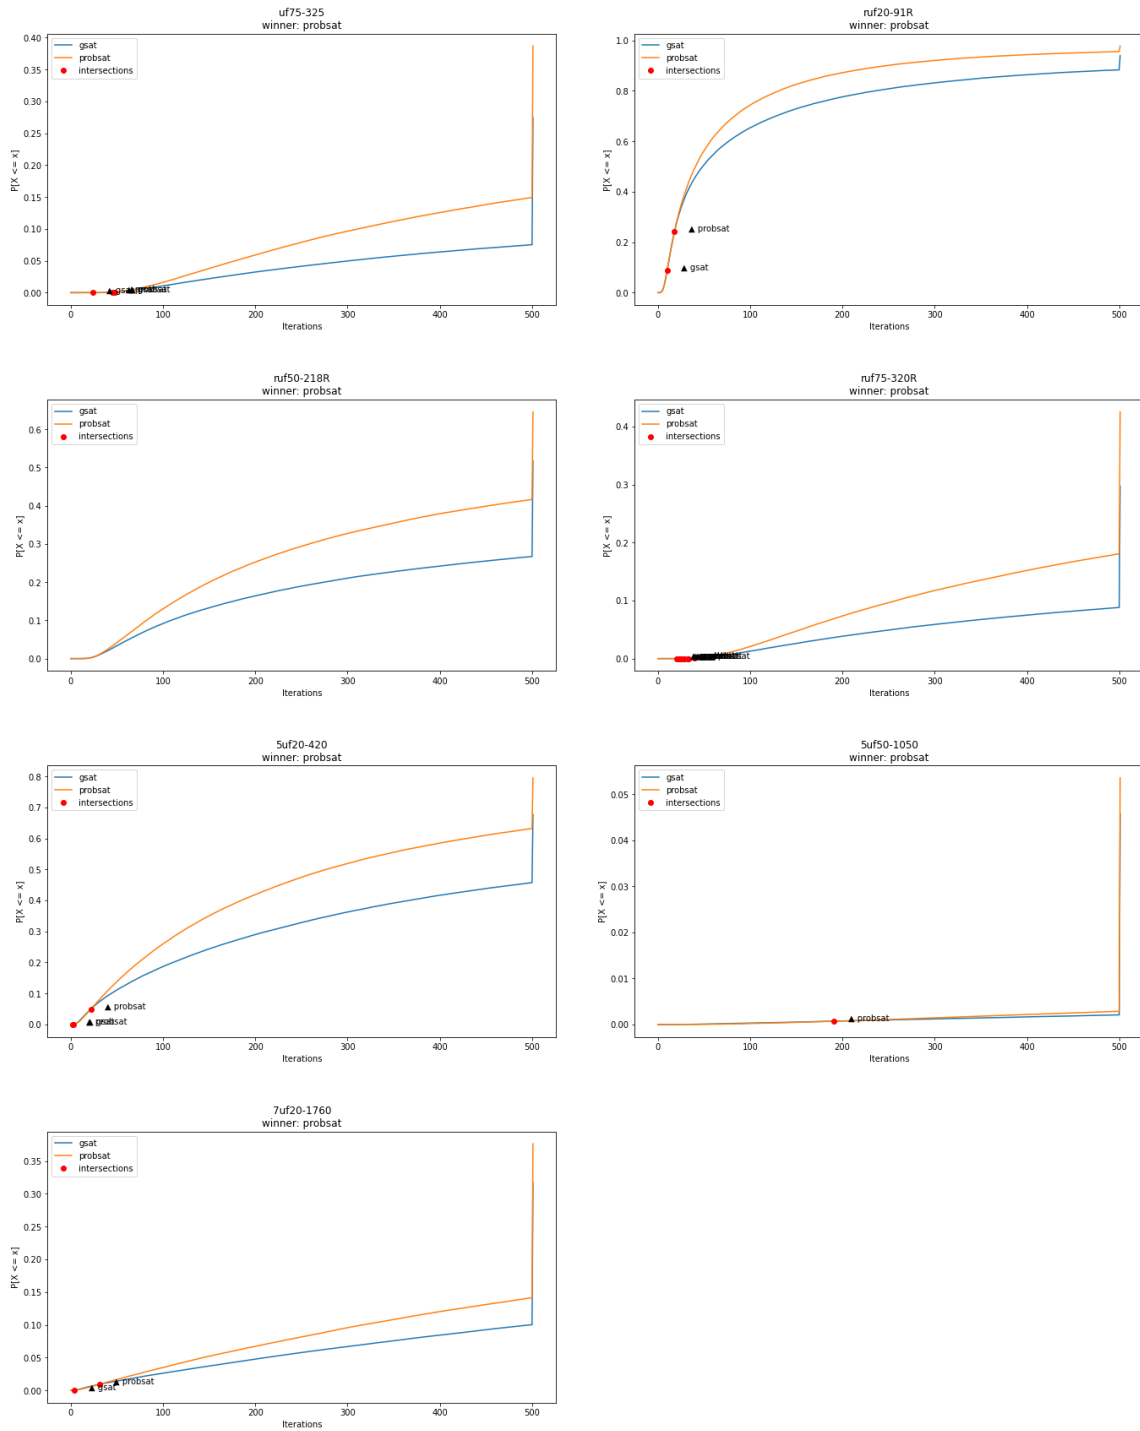 uf75-325
winner: probsat
gsat
probsat
intersections
P[X <= x]
0.40
0.35
0.30
0.25
0.20
0.15
0.10
0.05
0.00
probsat
0 100 200 300 400 500
Iterations
ruf20-91R
winner: probsat
gsat
probsat
intersections
P[X <= x]
1.0
0.8
0.6
0.4
0.2
0.0
probsat
gsat
0 100 200 300 400 500
Iterations
ruf50-218R
winner: probsat
gsat
probsat
intersections
P[X <= x]
0.6
0.5
0.4
0.3
0.2
0.1
0.0
0 100 200 300 400 500
Iterations
ruf75-320R
winner: probsat
gsat
probsat
intersections
P[X <= x]
0.4
0.3
0.2
0.1
0.0
0 100 200 300 400 500
Iterations
5uf20-420
winner: probsat
gsat
probsat
intersections
P[X <= x]
0.8
0.7
0.6
0.5
0.4
0.3
0.2
0.1
0.0
probsat
0 100 200 300 400 500
Iterations
5uf50-1050
winner: probsat
gsat
probsat
intersections
P[X <= x]
0.05
0.04
0.03
0.02
0.01
0.00
probsat
0 100 200 300 400 500
Iterations
7uf20-1760
winner: probsat
gsat
probsat
intersections
P[X <= x]
0.35
0.30
0.25
0.20
0.15
0.10
0.05
0.00
probsat
gsat
0 100 200 300 400 500
Iterations